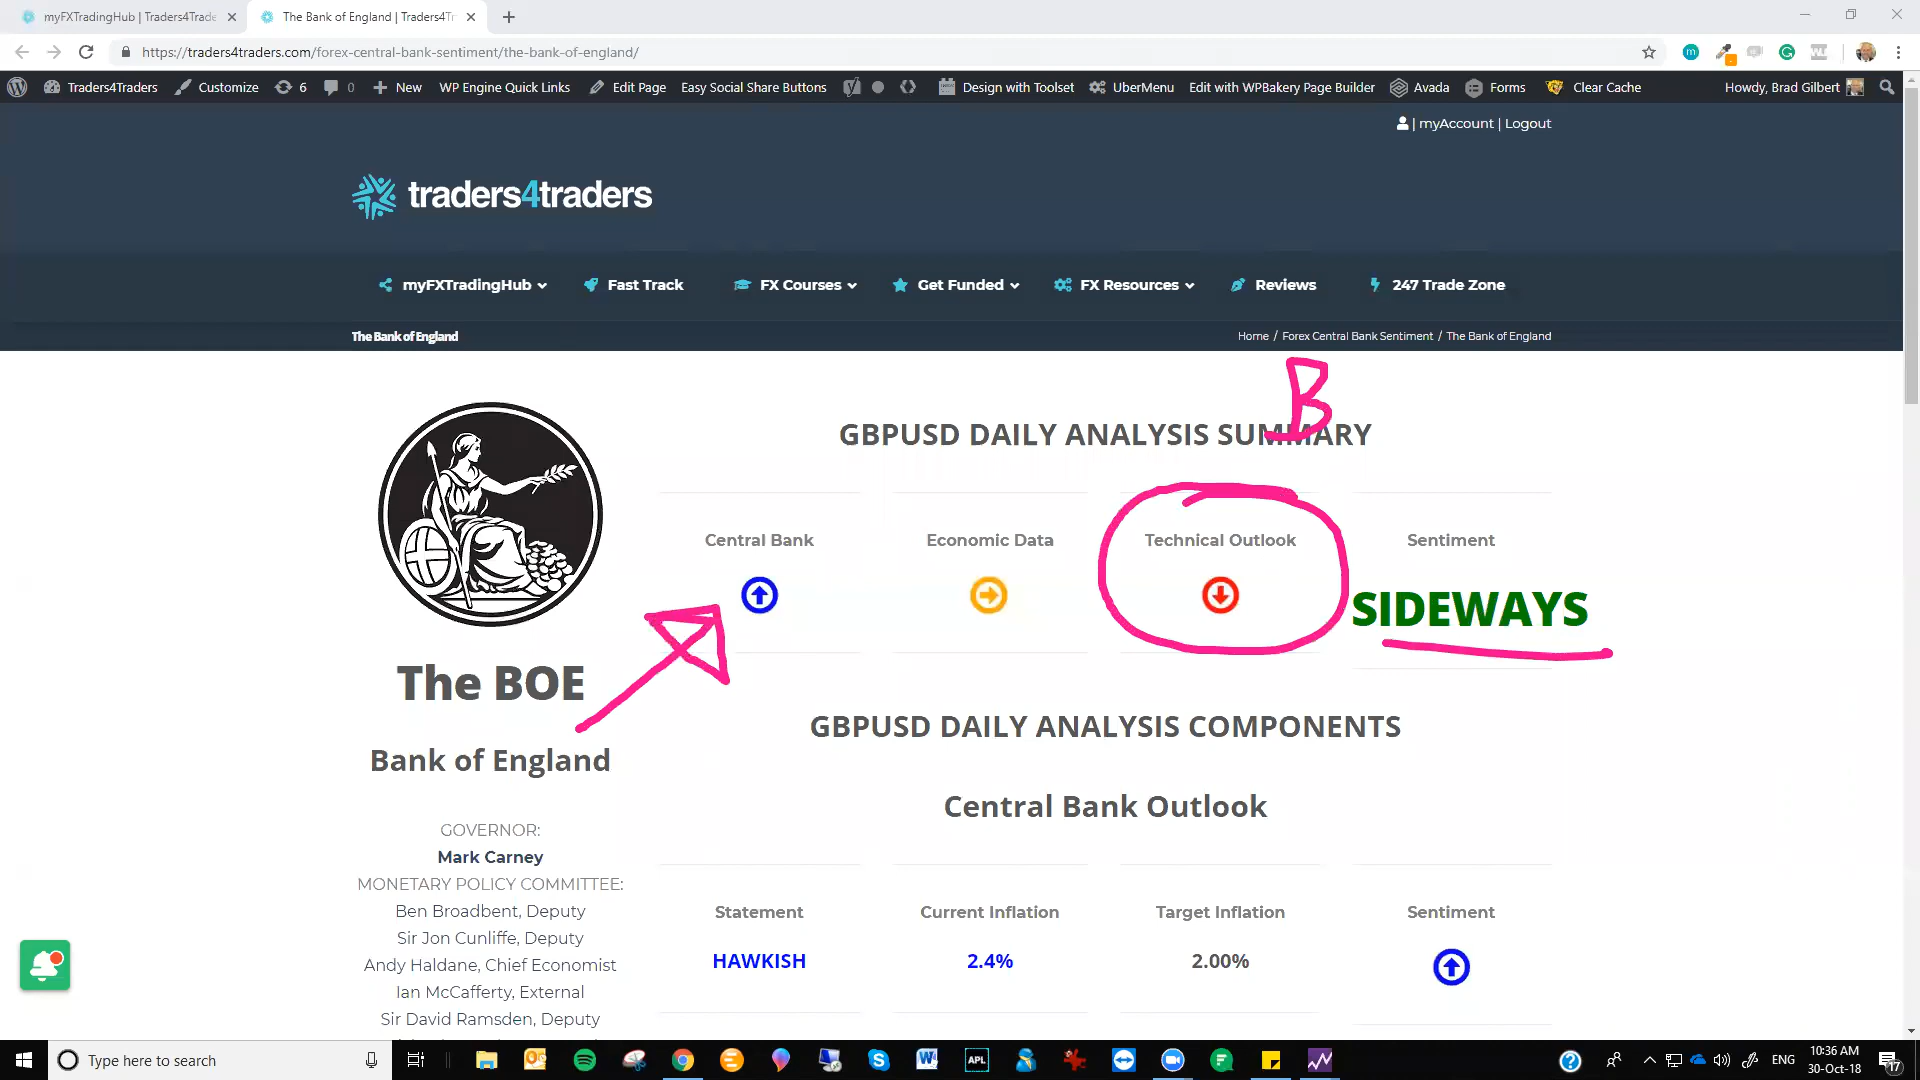 myFXTradingHub | Traders4Trade
The Bank of England | Traders4Tr
https://traders4traders.com/forex-central-bank-sentiment/the-bank-of-england/
Traders4Traders Customize 6 0 New WP Engine Quick Links Edit Page Easy Social Share Buttons Design with Toolset UberMenu Edit with WPBakery Page Builder Avada Forms Clear Cache Howdy, Brad Gilbert
| myAccount | Logout
traders4traders
myFXTradingHub Fast Track FX Courses Get Funded FX Resources Reviews 247 Trade Zone
The Bank of England
Home / Forex Central Bank Sentiment / The Bank of England
B
GBPUSD DAILY ANALYSIS SUMMARY
Central Bank Economic Data Technical Outlook Sentiment
SIDEWAYS
The BOE
Bank of England
GOVERNOR:
Mark Carney
MONETARY POLICY COMMITTEE:
Ben Broadbent, Deputy
Sir Jon Cunliffe, Deputy
Andy Haldane, Chief Economist
Ian McCafferty, External
Sir David Ramsden, Deputy
GBPUSD DAILY ANALYSIS COMPONENTS
Central Bank Outlook
Statement Current Inflation Target Inflation Sentiment
HAWKISH 2.4% 2.00%
Type here to search
APL
ENG
10:36 AM
30-Oct-18
17